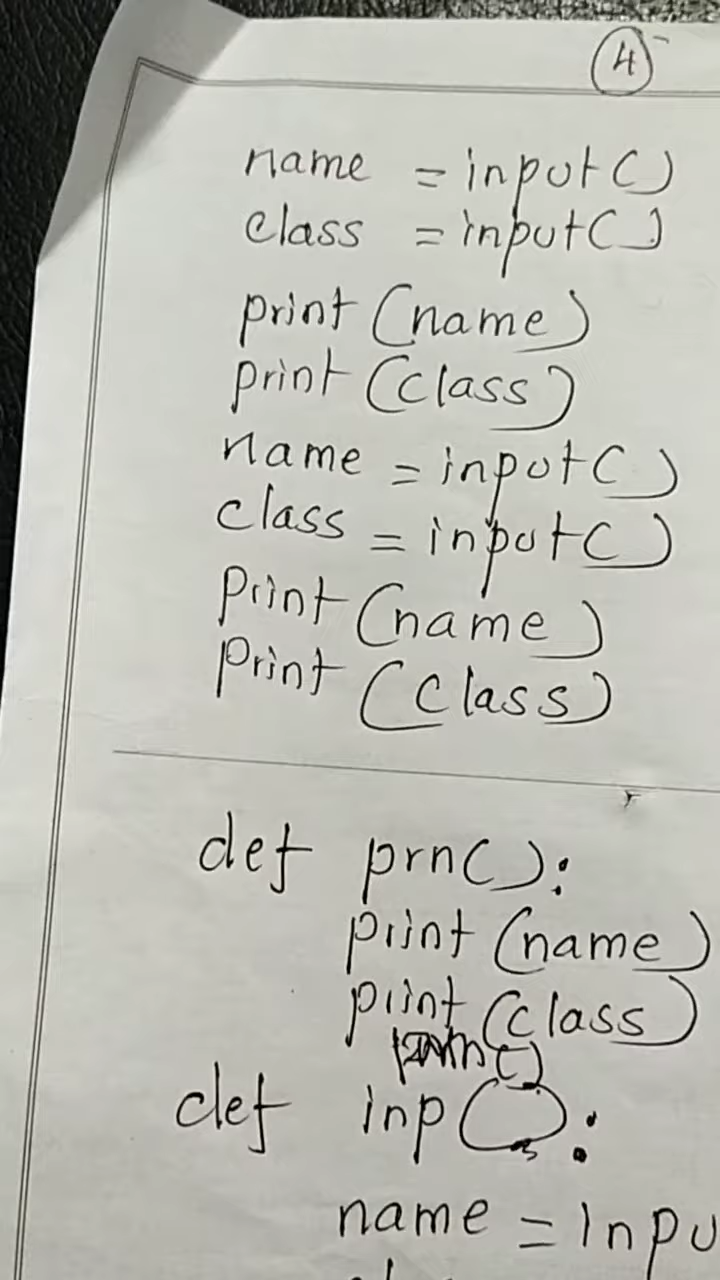 4
name = input()
class = input()
print (name)
print (class)
name = input()
class = input()
print (name)
print (class)
def prn():
print (name)
print (class)
def inp():
name = inpu